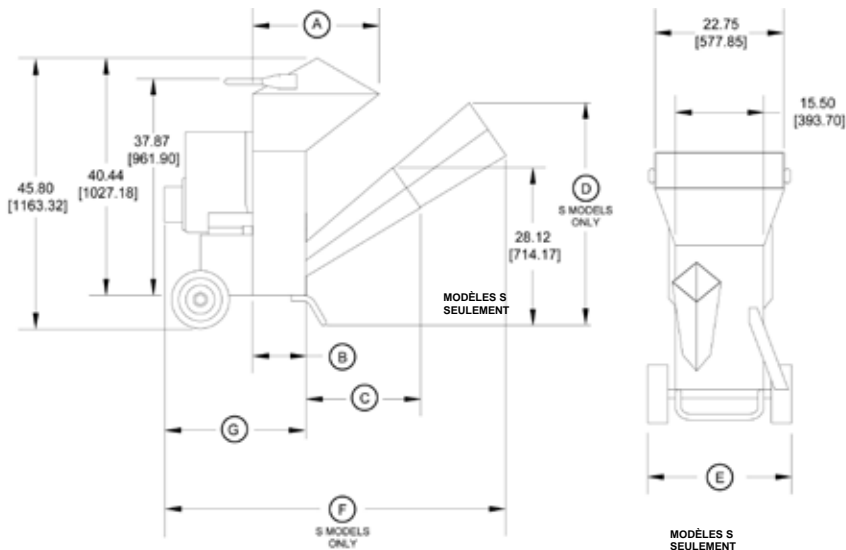 A
22.75
[577.85]
15.50
[393.70]
37.87
[961.90]
40.44
[1027.18]
45.80
[1163.32]
D
S MODELS
ONLY
28.12
[714.17]
MODÈLES S
SEULEMENT
B
C
G
E
F
S MODELS
ONLY
MODÈLES S
SEULEMENT